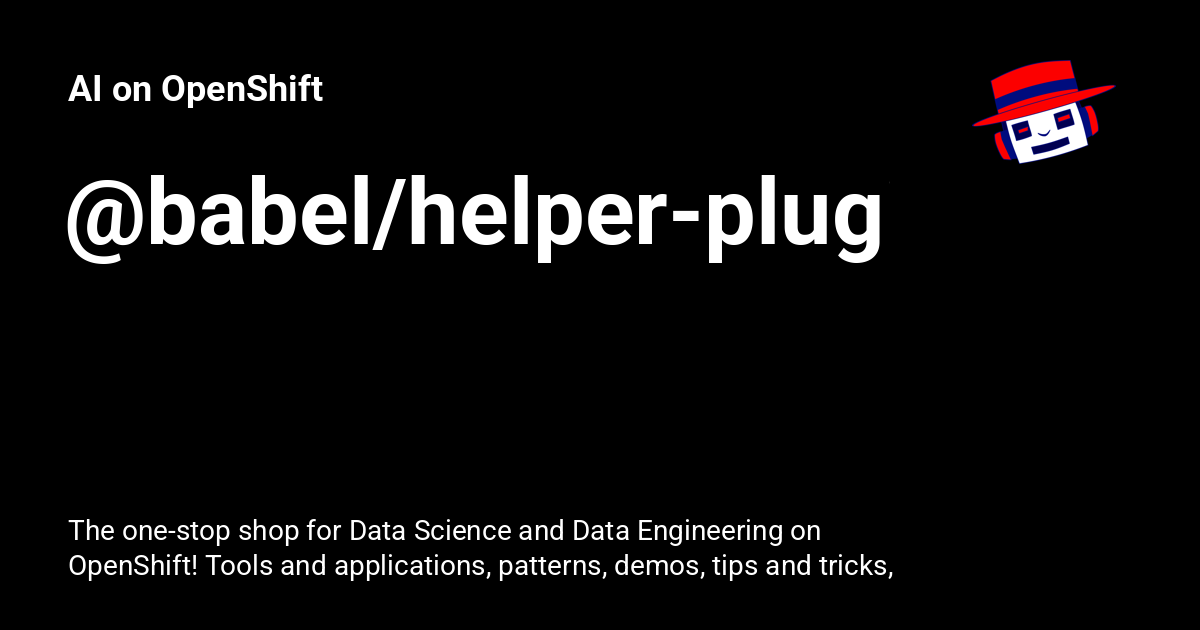 AI on OpenShift
@babel/helper-plug
The one-stop shop for Data Science and Data Engineering on
OpenShift! Tools and applications, patterns, demos, tips and tricks,